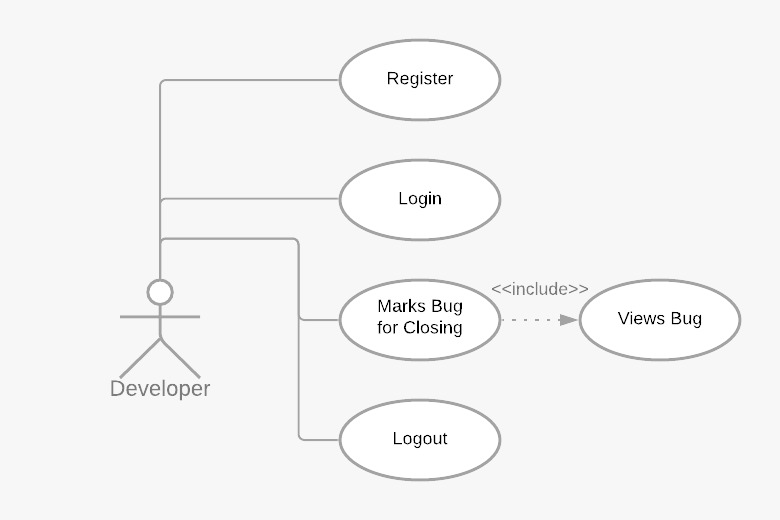 Register
Login
<<include>>
Marks Bug
for Closing
Views Bug
Developer
Logout